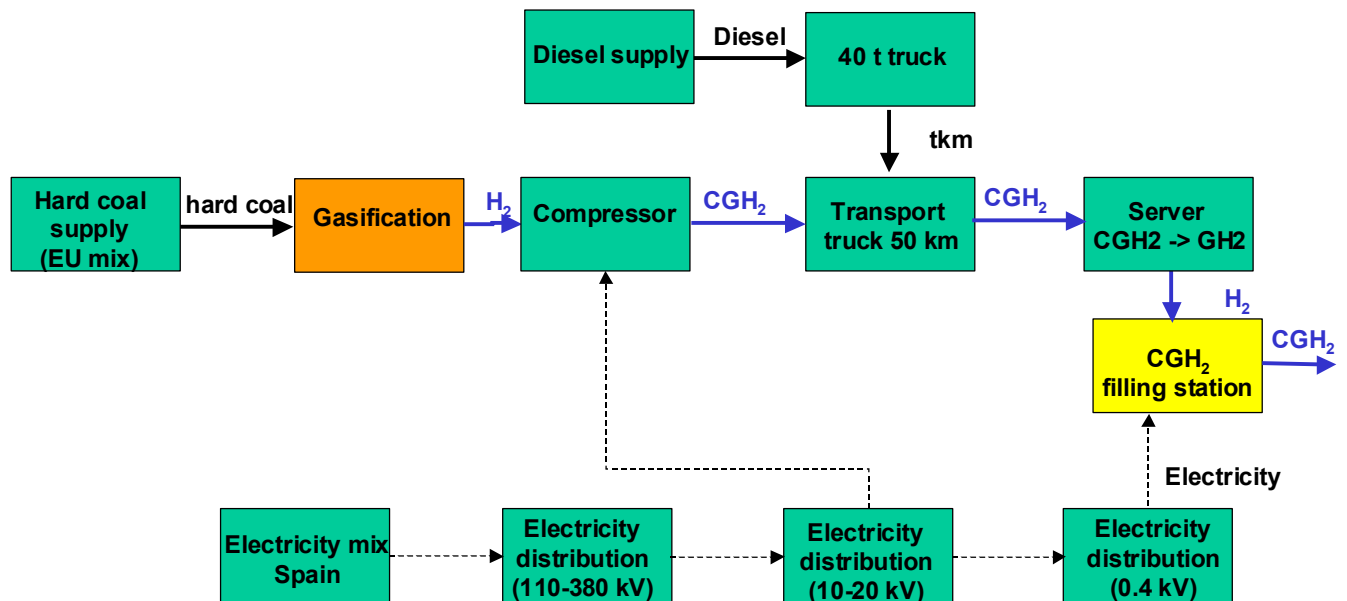 Diesel supply
Diesel
40 t truck
tkm
Hard coal
supply
(EU mix)
hard coal
Gasification
H₂
Compressor
CGH₂
Transport
truck 50 km
CGH₂
Server
CGH2 -> GH2
H₂
CGH₂
filling station
CGH₂
Electricity
Electricity mix
Spain
Electricity
distribution
(110-380 kV)
Electricity
distribution
(10-20 kV)
Electricity
distribution
(0.4 kV)